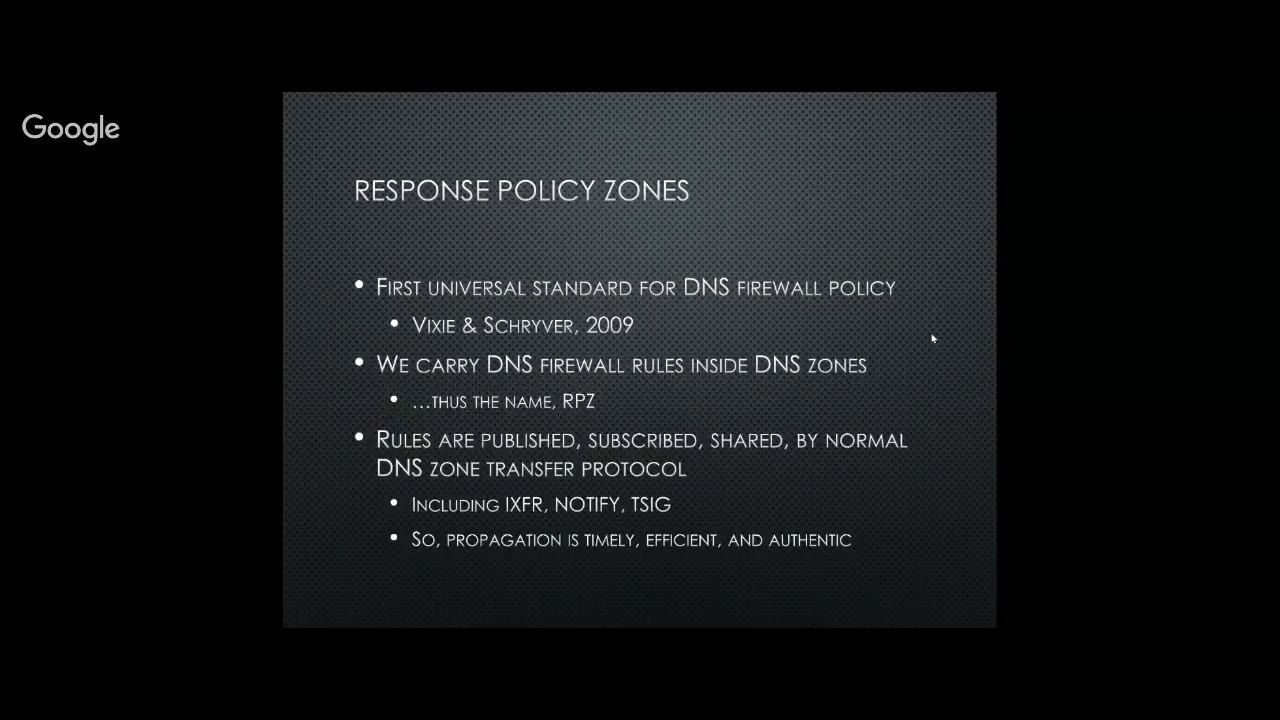 Google
RESPONSE POLICY ZONES
• FIRST UNIVERSAL STANDARD FOR DNS FIREWALL POLICY
• VIXIE & SCHRYVER, 2009
• WE CARRY DNS FIREWALL RULES INSIDE DNS ZONES
• …THUS THE NAME, RPZ
• RULES ARE PUBLISHED, SUBSCRIBED, SHARED, BY NORMAL
DNS ZONE TRANSFER PROTOCOL
• INCLUDING IXFR, NOTIFY, TSIG
• SO, PROPAGATION IS TIMELY, EFFICIENT, AND AUTHENTIC